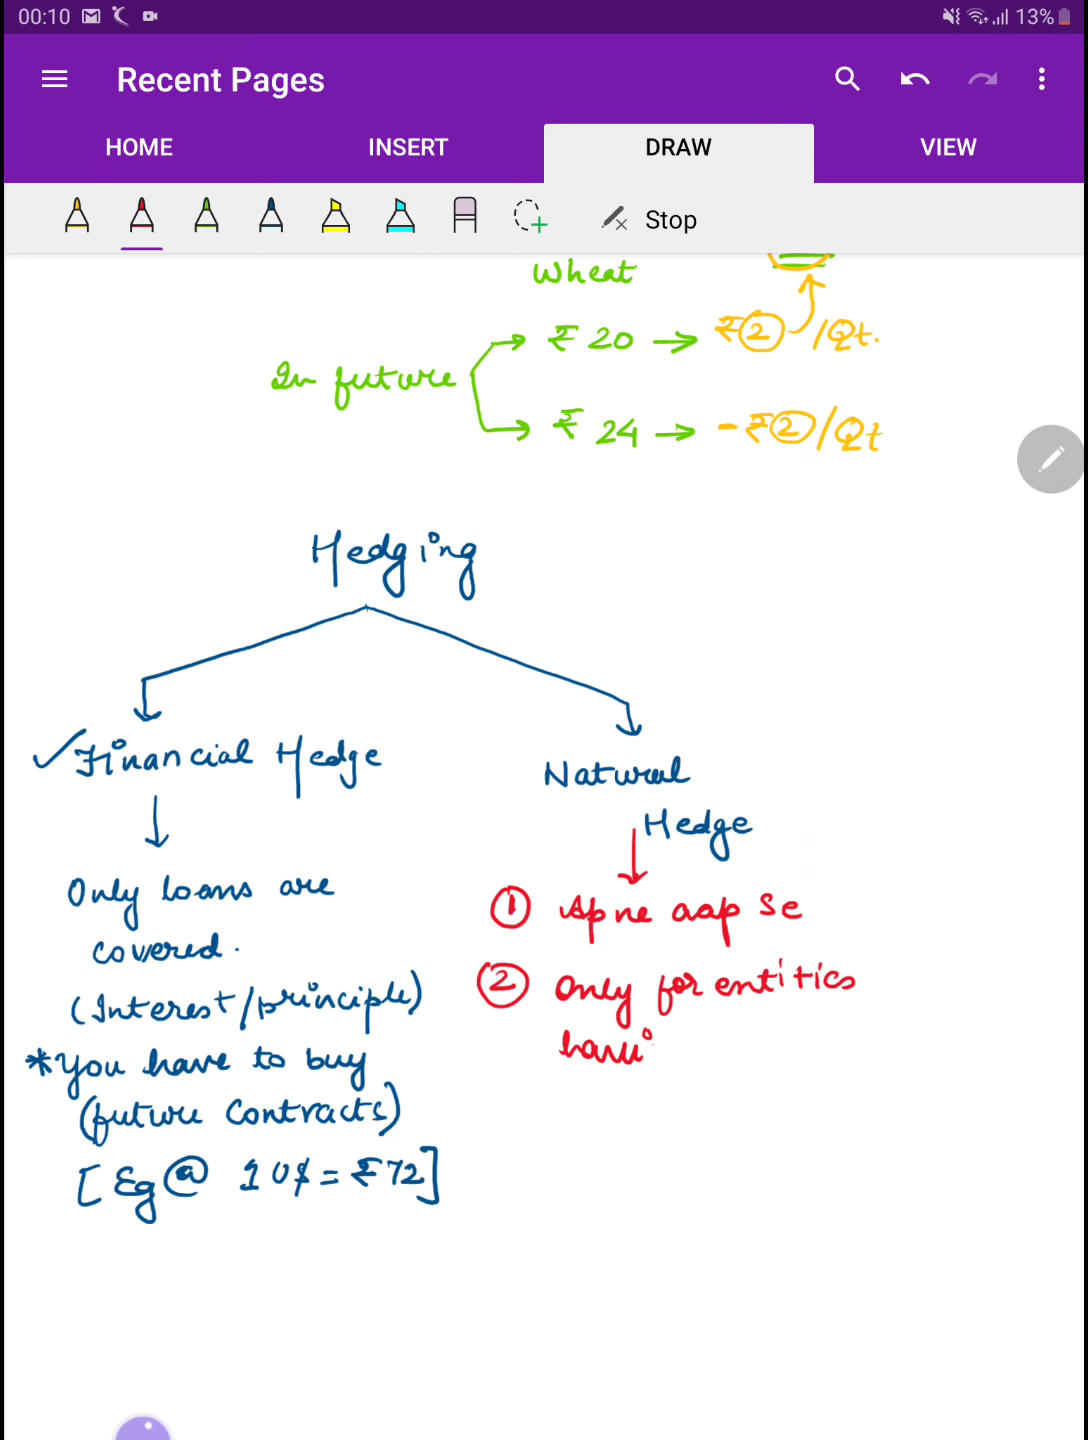 00:10 13%
Recent Pages
HOME INSERT DRAW VIEW
Stop
Wheat
In future
→ ₹ 20 → ₹2 /Qt.
→ ₹ 24 → -₹2/Qt
Hedging
✓Financial Hedge
Only loans are
covered.
(Interest/principle)
*You have to buy
(future contracts)
[Eg@ 10$ = ₹72]
Natural
Hedge
① Apne aap se
② Only for entities
havi